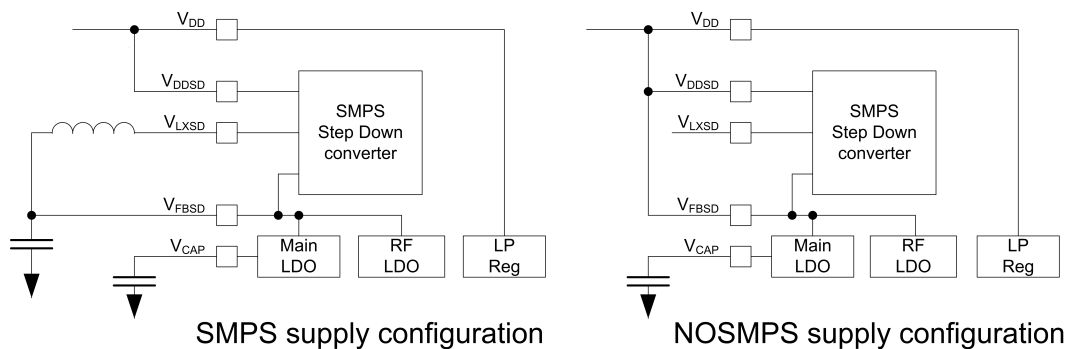 VDD
VDDSD
VLXSD
SMPS
Step Down
converter
VFBSD
VCAP
Main
LDO
RF
LDO
LP
Reg
SMPS supply configuration
VDD
VDDSD
VLXSD
SMPS
Step Down
converter
VFBSD
VCAP
Main
LDO
RF
LDO
LP
Reg
NOSMPS supply configuration